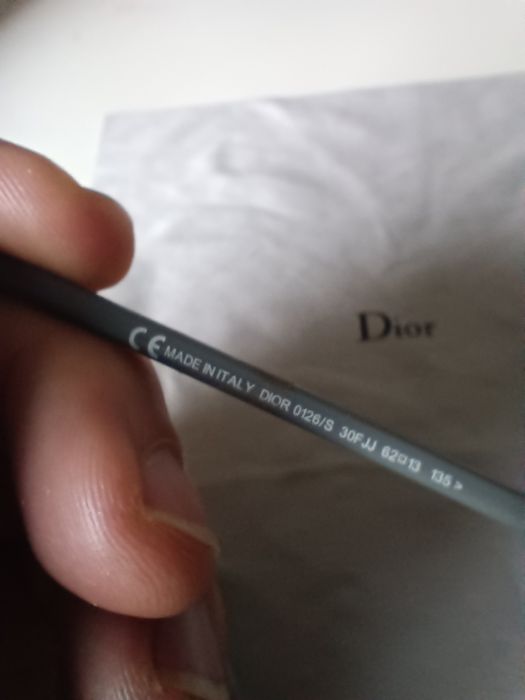 Dior
CE MADE IN ITALY DIOR 0126/S 30FJJ 62□13 135 >